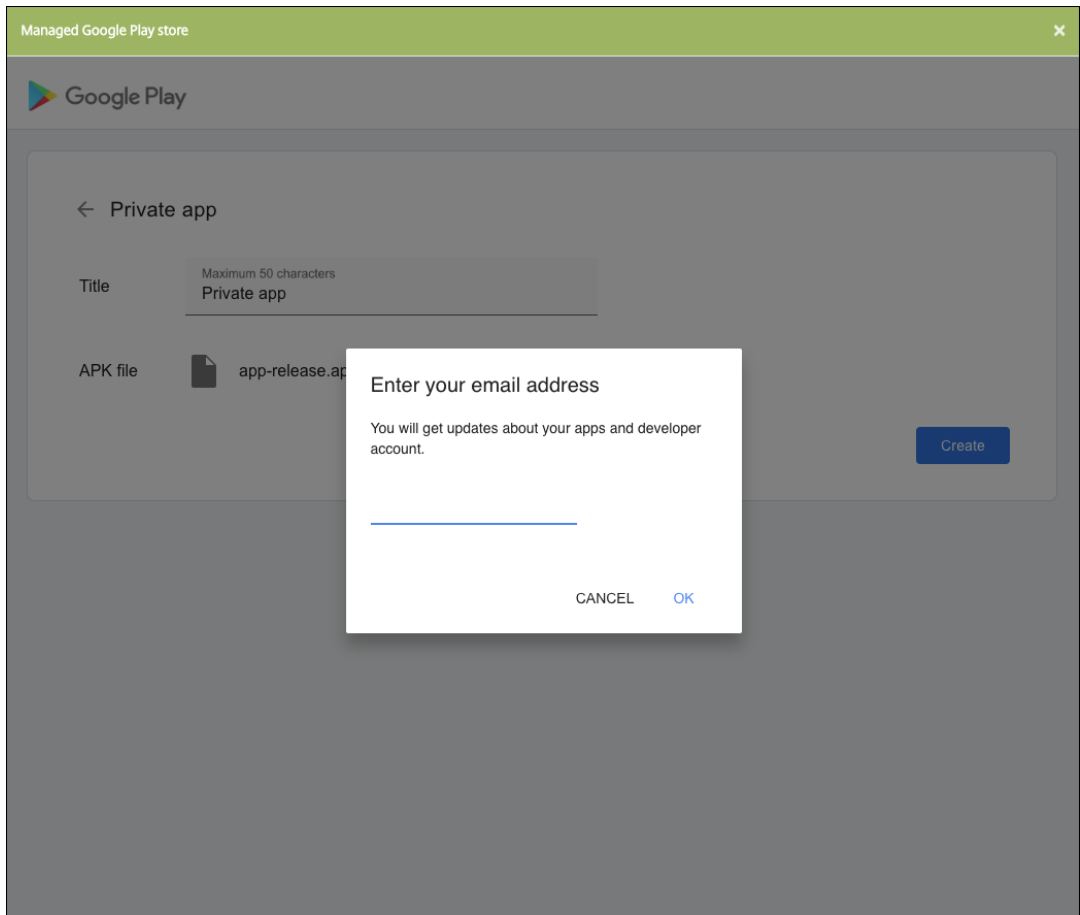 Managed Google Play store
×
Google Play
Private app
Title
Maximum 50 characters
Private app
APK file
app-release.ap
Create
Enter your email address
You will get updates about your apps and developer
account.
CANCEL
OK